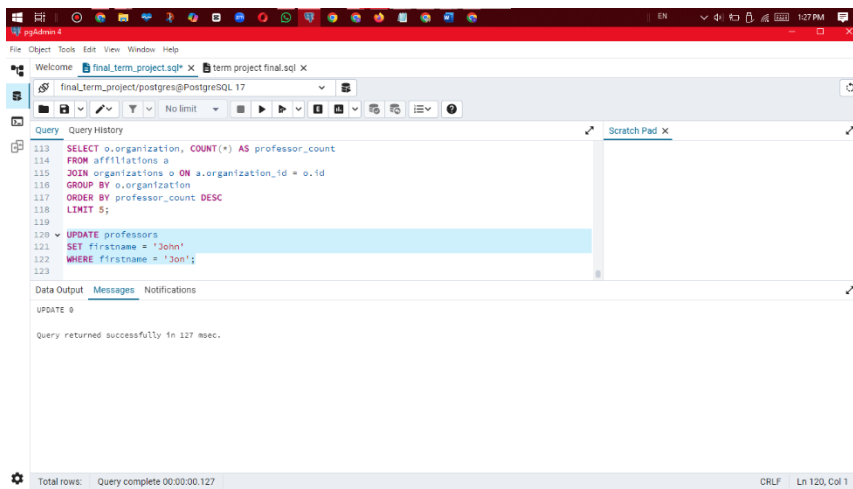 EN
1:27 PM
pgAdmin 4
File Object Tools Edit View Window Help
Welcome final_term_project.sql* X term project final.sql X
final_term_project/postgres@PostgreSQL 17
No limit
E
Query Query History
Scratch Pad X
113 SELECT o.organization, COUNT(*) AS professor_count
114 FROM affiliations a
115 JOIN organizations o ON a.organization_id = o.id
116 GROUP BY o.organization
117 ORDER BY professor_count DESC
118 LIMIT 5;
119
120 UPDATE professors
121 SET firstname = 'John'
122 WHERE firstname = 'Jon';
123
Data Output Messages Notifications
UPDATE 0
Query returned successfully in 127 msec.
Total rows: Query complete 00:00:00.127 CRLF Ln 120, Col 1